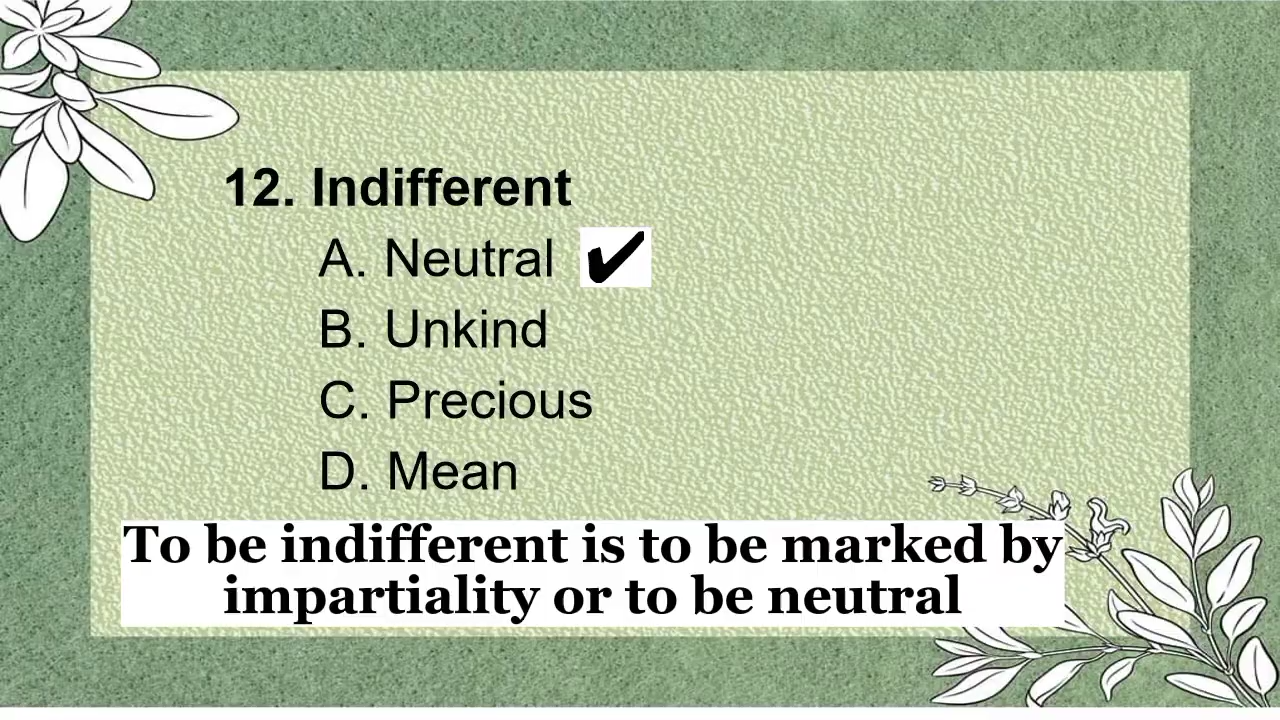 12. Indifferent
A. Neutral ✔
B. Unkind
C. Precious
D. Mean
To be indifferent is to be marked by
impartiality or to be neutral